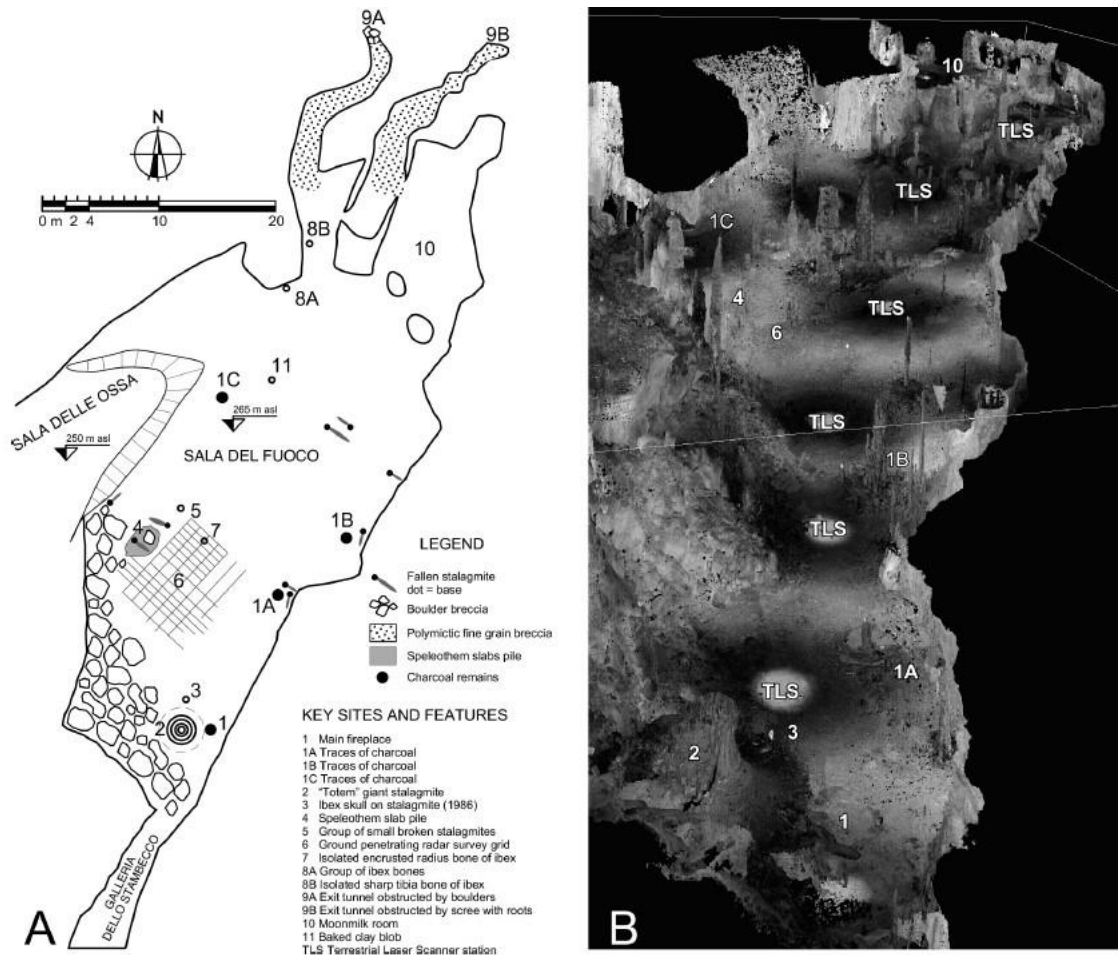 9A
9B
N
0 m 2 4 10 20
8B
10
8A
11
1C
265 m asl
SALA DELLE OSSA
250 m asl
SALA DEL FUOCO
5
4
7
1B
6
1A
3
2
1
GALLERIA
DELLO STAMBECCO
A
LEGEND
Fallen stalagmite
dot = base
Boulder breccia
Polymictic fine grain breccia
Speleothem slabs pile
Charcoal remains
KEY SITES AND FEATURES
1 Main fireplace
1A Traces of charcoal
1B Traces of charcoal
1C Traces of charcoal
2 "Totem" giant stalagmite
3 Ibex skull on stalagmite (1986)
4 Speleothem slab pile
5 Group of small broken stalagmites
6 Ground penetrating radar survey grid
7 Isolated encrusted radius bone of ibex
8A Group of ibex bones
8B Isolated sharp tibia bone of ibex
9A Exit tunnel obstructed by boulders
9B Exit tunnel obstructed by scree with roots
10 Moonmilk room
11 Baked clay blob
TLS Terrestrial Laser Scanner station
10
TLS
TLS
1C
4
TLS
6
TLS
1B
TLS
1A
TLS
3
2
1
B